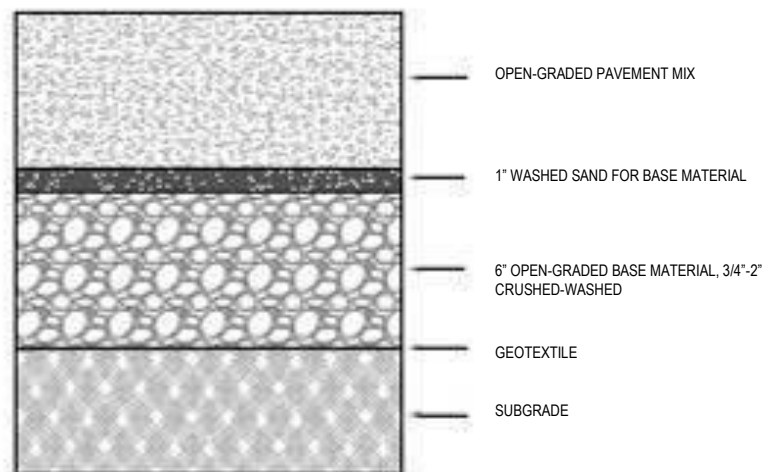 OPEN-GRADED PAVEMENT MIX
1” WASHED SAND FOR BASE MATERIAL
6” OPEN-GRADED BASE MATERIAL, 3/4”-2”
CRUSHED-WASHED
GEOTEXTILE
SUBGRADE